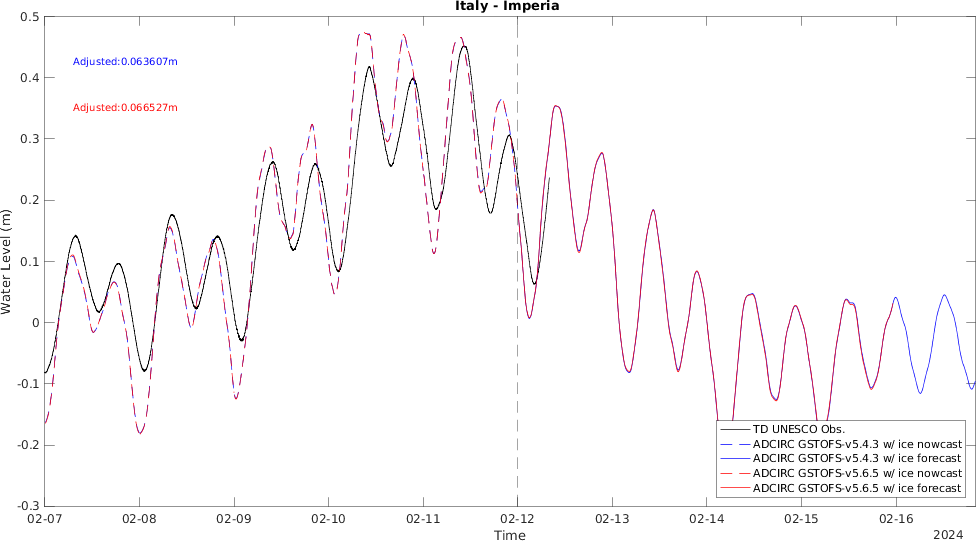 Italy - Imperia
Adjusted:0.063607m
Adjusted:0.066527m
Water Level (m)
0.5
0.4
0.3
0.2
0.1
0
-0.1
-0.2
-0.3
TD UNESCO Obs.
ADCIRC GSTOFS-v5.4.3 w/ ice nowcast
ADCIRC GSTOFS-v5.4.3 w/ ice forecast
ADCIRC GSTOFS-v5.6.5 w/ ice nowcast
ADCIRC GSTOFS-v5.6.5 w/ ice forecast
02-07 02-08 02-09 02-10 02-11 02-12 02-13 02-14 02-15 02-16
Time
2024